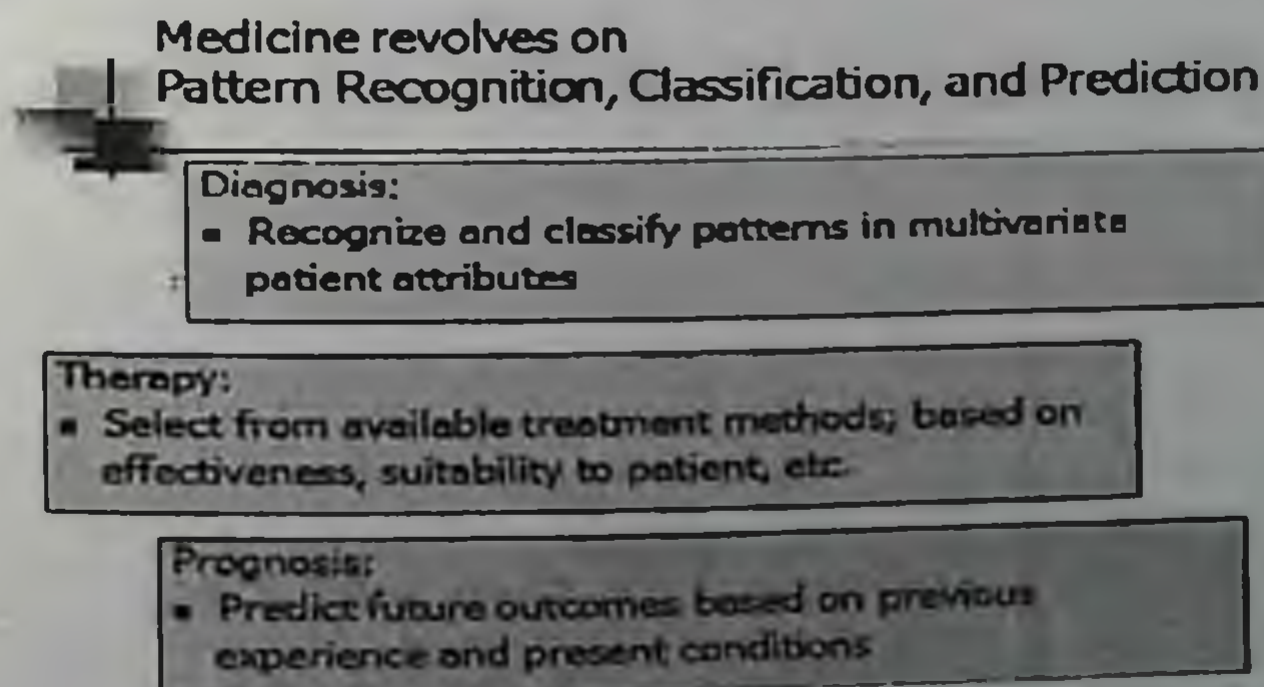 Medicine revolves on
Pattern Recognition, Classification, and Prediction
Diagnosis:
▪ Recognize and classify patterns in multivariate
patient attributes
Therapy:
▪ Select from available treatment methods; based on
effectiveness, suitability to patient, etc.
Prognosis:
▪ Predict future outcomes based on previous
experience and present conditions